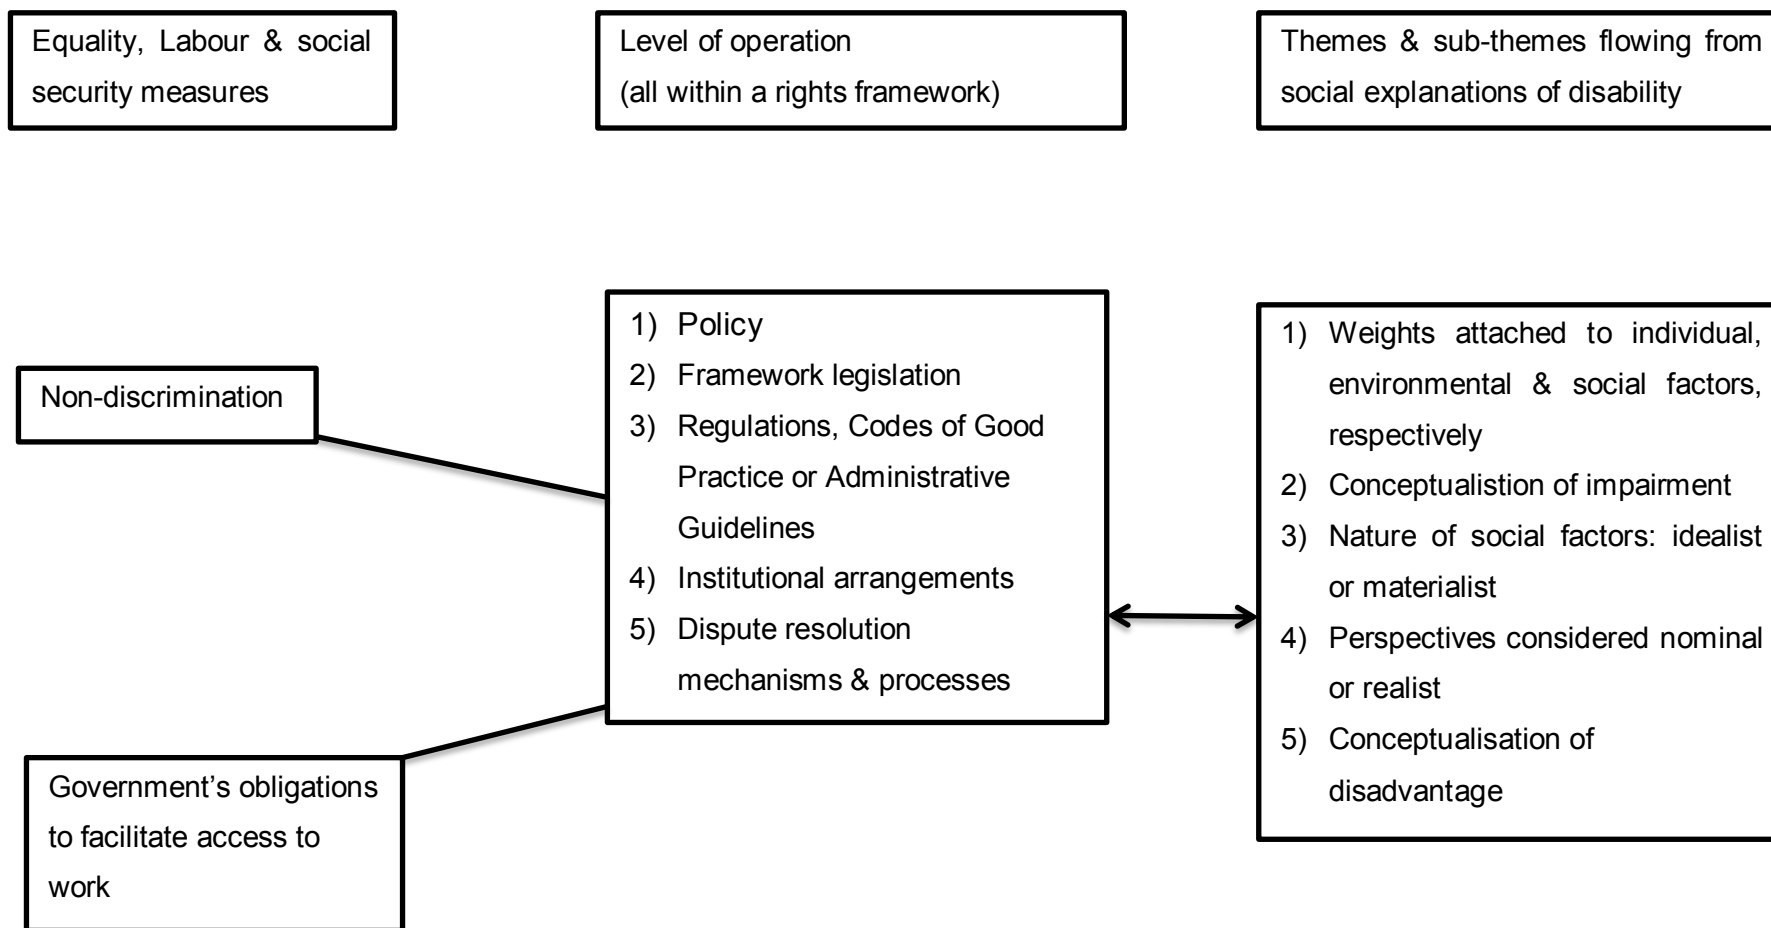 Equality, Labour & social
security measures
Level of operation
(all within a rights framework)
Themes & sub-themes flowing from
social explanations of disability
Non-discrimination
Government’s obligations
to facilitate access to
work
1) Policy
2) Framework legislation
3) Regulations, Codes of Good
Practice or Administrative
Guidelines
4) Institutional arrangements
5) Dispute resolution
mechanisms & processes
1) Weights attached to individual,
environmental & social factors,
respectively
2) Conceptualistion of impairment
3) Nature of social factors: idealist
or materialist
4) Perspectives considered nominal
or realist
5) Conceptualisation of
disadvantage